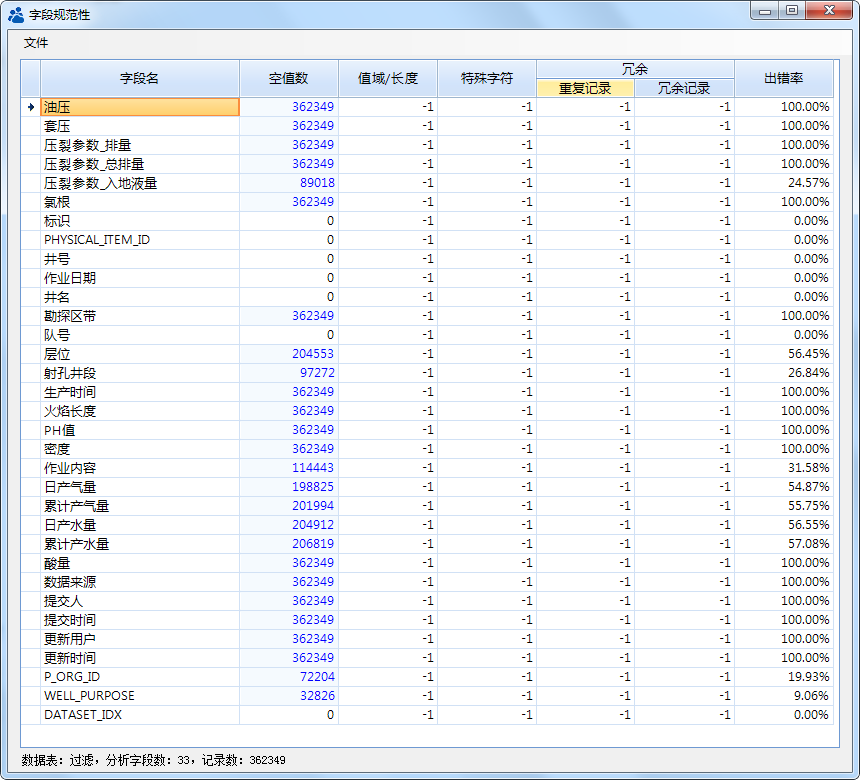 字段规范性
文件
字段名 空值数 值域/长度 特殊字符 冗余 出错率
重复记录 冗余记录
油压 362349 -1 -1 -1 -1 100.00%
套压 362349 -1 -1 -1 -1 100.00%
压裂参数_排量 362349 -1 -1 -1 -1 100.00%
压裂参数_总排量 362349 -1 -1 -1 -1 100.00%
压裂参数_入地液量 89018 -1 -1 -1 -1 24.57%
氯根 362349 -1 -1 -1 -1 100.00%
标识 0 -1 -1 -1 -1 0.00%
PHYSICAL_ITEM_ID 0 -1 -1 -1 -1 0.00%
井号 0 -1 -1 -1 -1 0.00%
作业日期 0 -1 -1 -1 -1 0.00%
井名 0 -1 -1 -1 -1 0.00%
勘探区带 362349 -1 -1 -1 -1 100.00%
队号 0 -1 -1 -1 -1 0.00%
层位 204553 -1 -1 -1 -1 56.45%
射孔井段 97272 -1 -1 -1 -1 26.84%
生产时间 362349 -1 -1 -1 -1 100.00%
火焰长度 362349 -1 -1 -1 -1 100.00%
PH值 362349 -1 -1 -1 -1 100.00%
密度 362349 -1 -1 -1 -1 100.00%
作业内容 114443 -1 -1 -1 -1 31.58%
日产气量 198825 -1 -1 -1 -1 54.87%
累计产气量 201994 -1 -1 -1 -1 55.75%
日产水量 204912 -1 -1 -1 -1 56.55%
累计产水量 206819 -1 -1 -1 -1 57.08%
酸量 362349 -1 -1 -1 -1 100.00%
数据来源 362349 -1 -1 -1 -1 100.00%
提交人 362349 -1 -1 -1 -1 100.00%
提交时间 362349 -1 -1 -1 -1 100.00%
更新用户 362349 -1 -1 -1 -1 100.00%
更新时间 362349 -1 -1 -1 -1 100.00%
P_ORG_ID 72204 -1 -1 -1 -1 19.93%
WELL_PURPOSE 32826 -1 -1 -1 -1 9.06%
DATASET_IDX 0 -1 -1 -1 -1 0.00%
数据表：过滤，分析字段数：33，记录数：362349